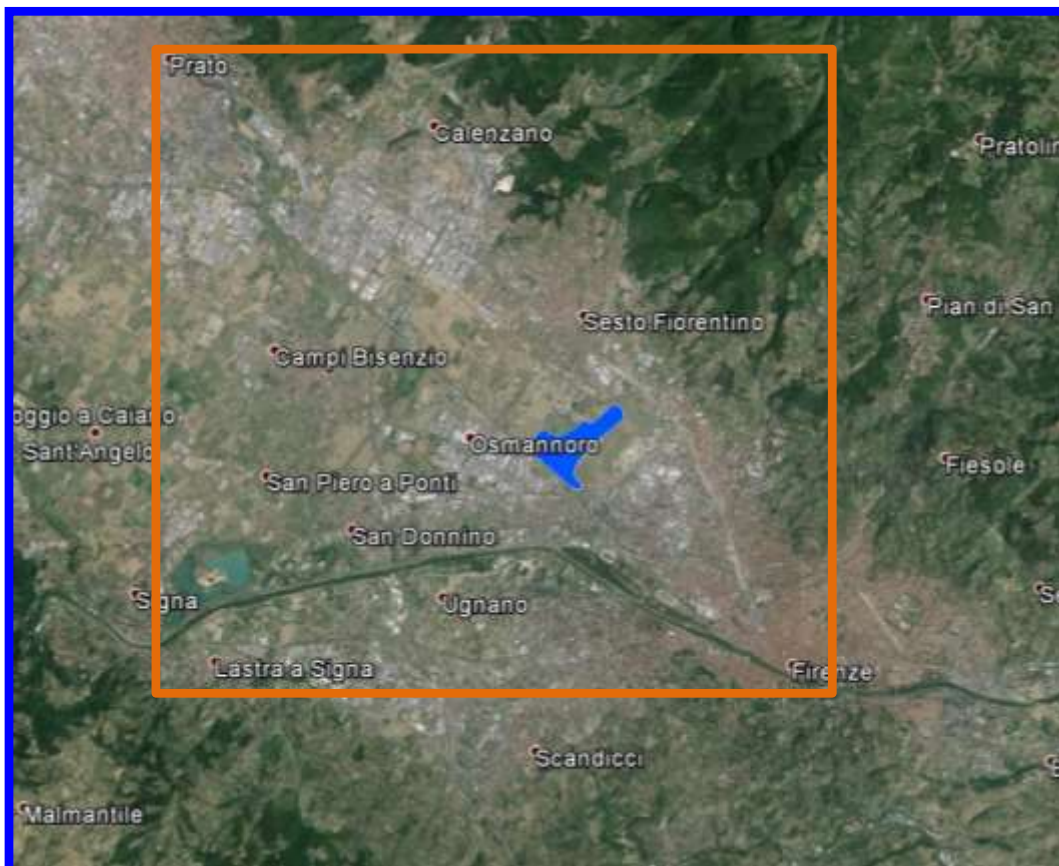 Prato
Calenzano
Pratolin
Pian di San
Sesto Fiorentino
Campi Bisenzio
oggio a Caiano
Sant'Angelo
Osmannoro
Fiesole
San Piero a Ponti
San Donnino
Signa
Ugnano
Se
Lastra a Signa
Firenze
Scandicci
Malmantile